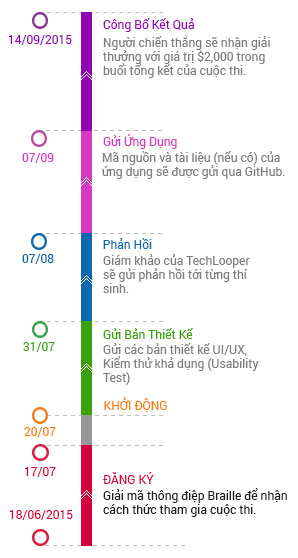 14/09/2015
Công Bố Kết Quả
Người chiến thắng sẽ nhận giải
thưởng với giá trị $2,000 trong
buổi tổng kết của cuộc thi.
07/09
Gửi Ứng Dụng
Mã nguồn và tài liệu (nếu có) của
ứng dụng sẽ được gửi qua GitHub.
07/08
Phản Hồi
Giám khảo của TechLooper
sẽ gửi phản hồi tới từng thí
sinh.
31/07
Gửi Bản Thiết Kế
Gửi các bản thiết kế UI/UX,
Kiểm thử khả dụng (Usability
Test)
KHỞI ĐỘNG
20/07
17/07
ĐĂNG KÝ
Giải mã thông điệp Braille để nhận
cách thức tham gia cuộc thi.
18/06/2015